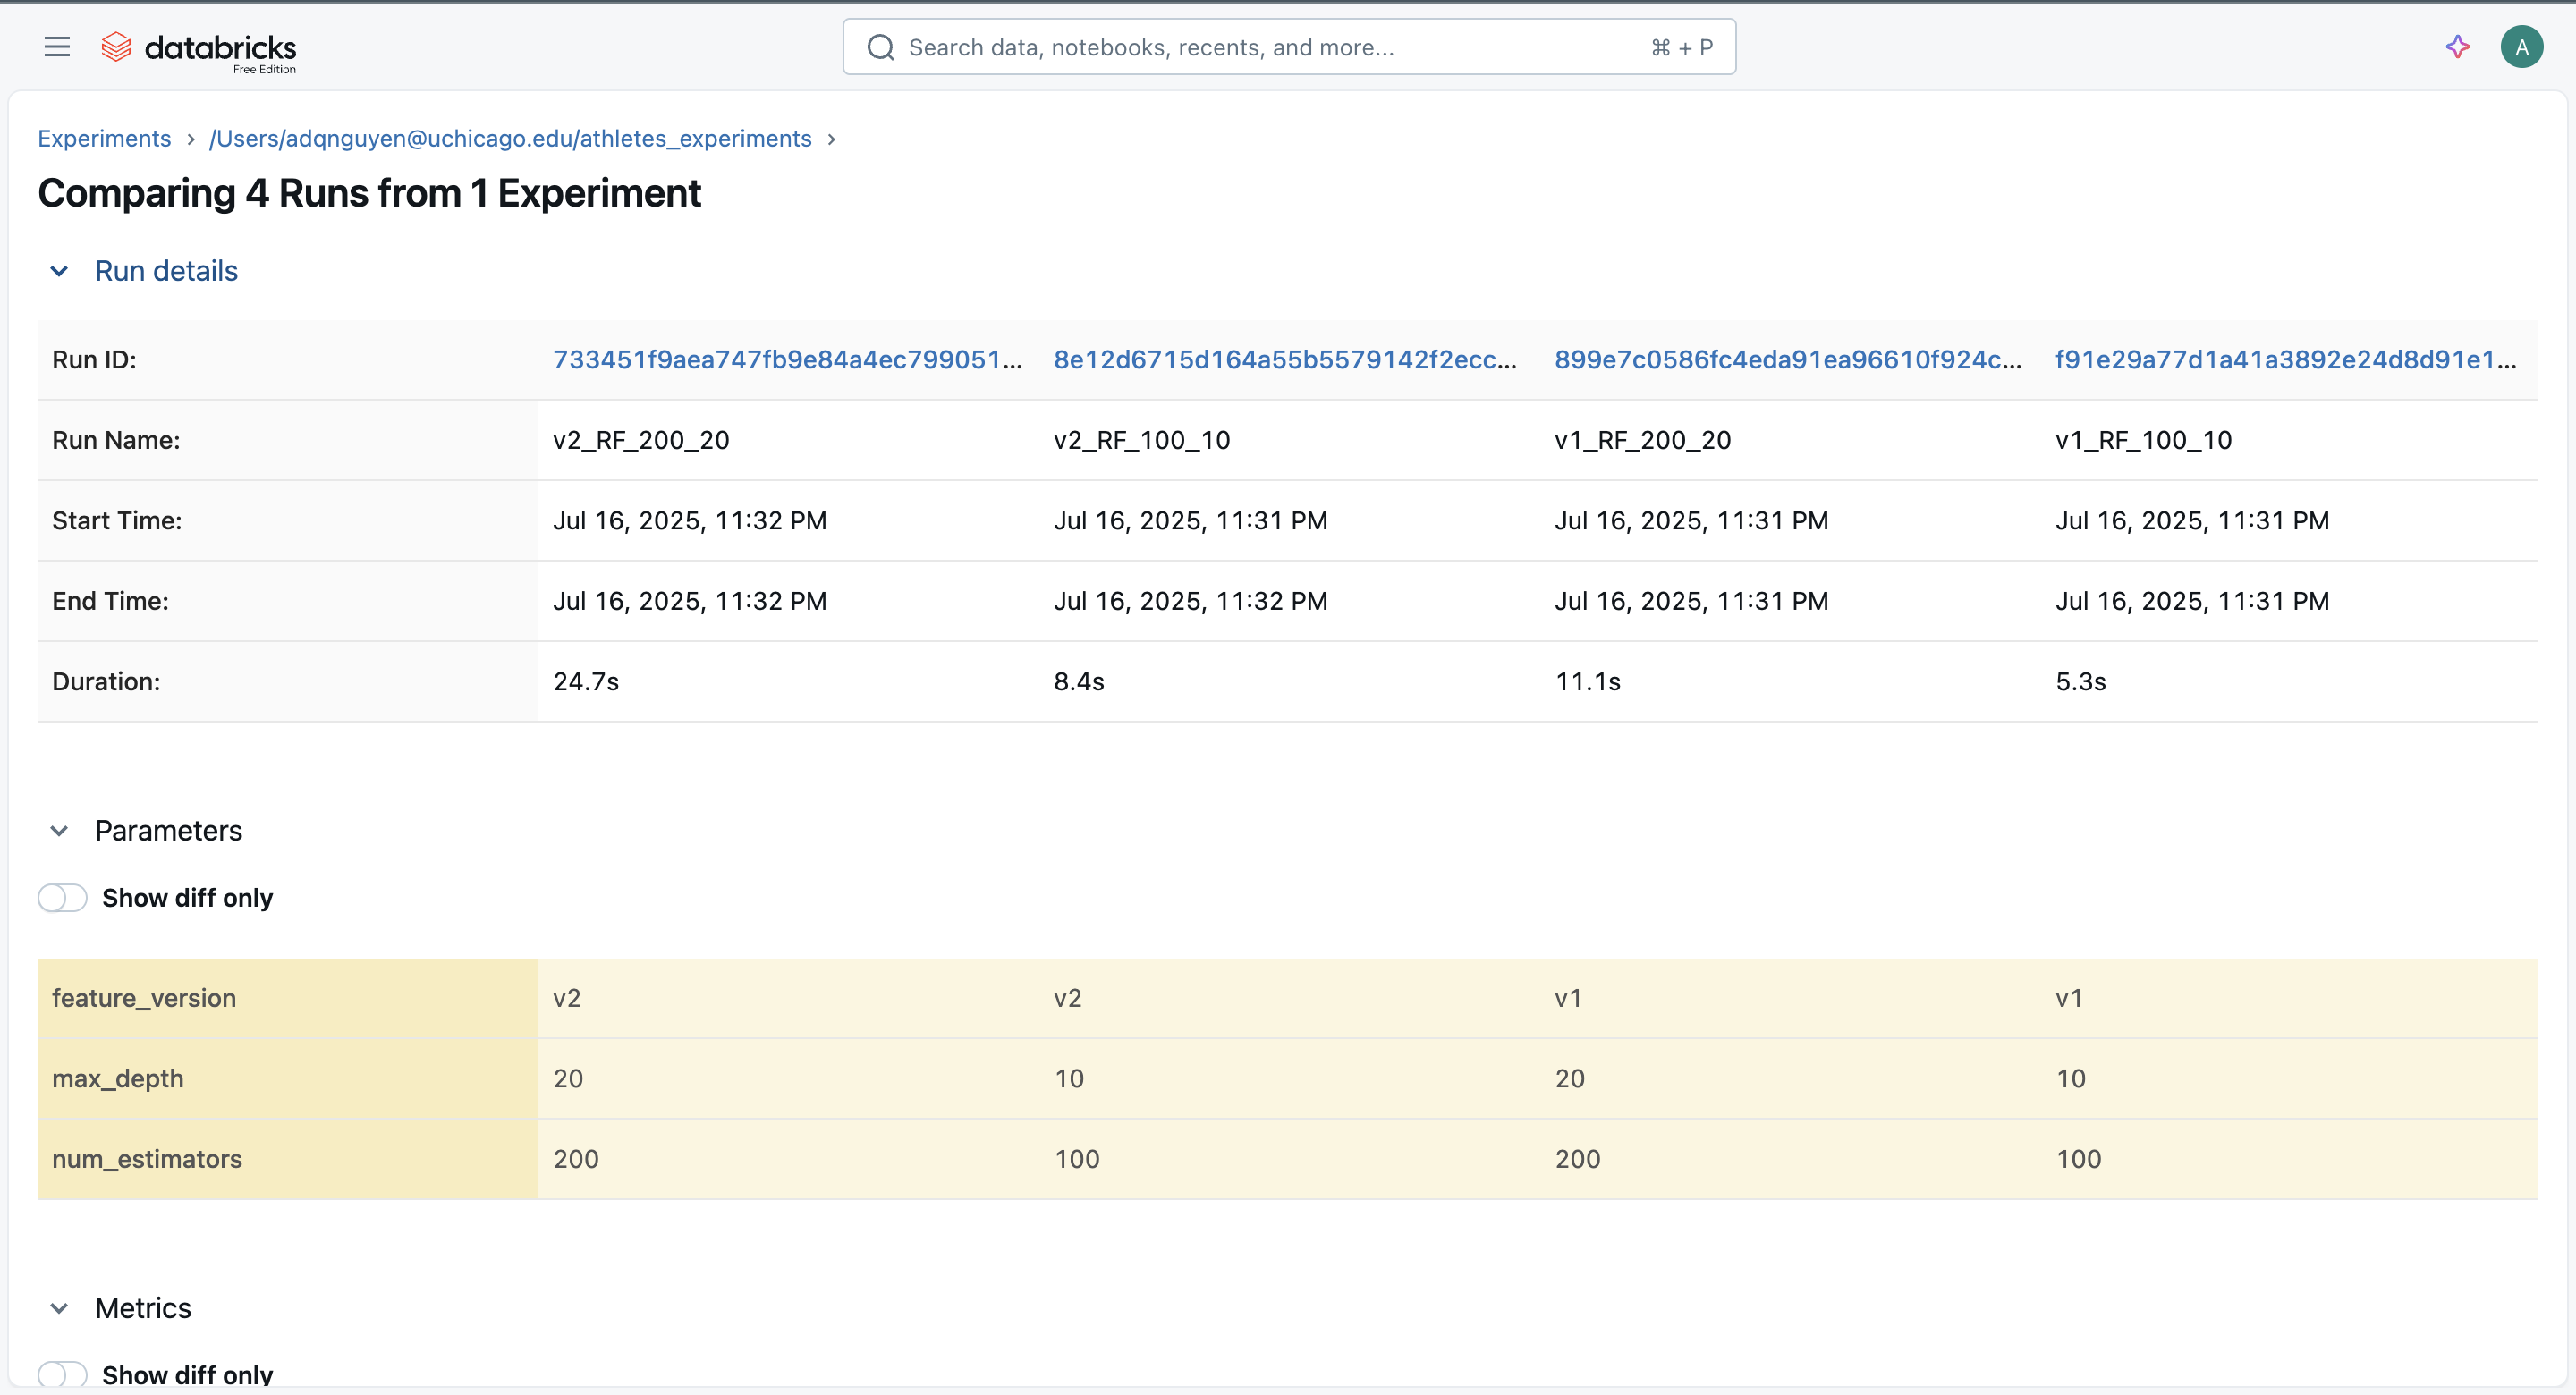 databricks
Free Edition
Search data, notebooks, recents, and more... ⌘ + P
A
Experiments > /Users/adqnguyen@uchicago.edu/athletes_experiments >
Comparing 4 Runs from 1 Experiment
Run details
Run ID: 733451f9aea747fb9e84a4ec799051... 8e12d6715d164a55b5579142f2ecc... 899e7c0586fc4eda91ea96610f924c... f91e29a77d1a41a3892e24d8d91e1...
Run Name: v2_RF_200_20 v2_RF_100_10 v1_RF_200_20 v1_RF_100_10
Start Time: Jul 16, 2025, 11:32 PM Jul 16, 2025, 11:31 PM Jul 16, 2025, 11:31 PM Jul 16, 2025, 11:31 PM
End Time: Jul 16, 2025, 11:32 PM Jul 16, 2025, 11:32 PM Jul 16, 2025, 11:31 PM Jul 16, 2025, 11:31 PM
Duration: 24.7s 8.4s 11.1s 5.3s
Parameters
Show diff only
feature_version v2 v2 v1 v1
max_depth 20 10 20 10
num_estimators 200 100 200 100
Metrics
Show diff only